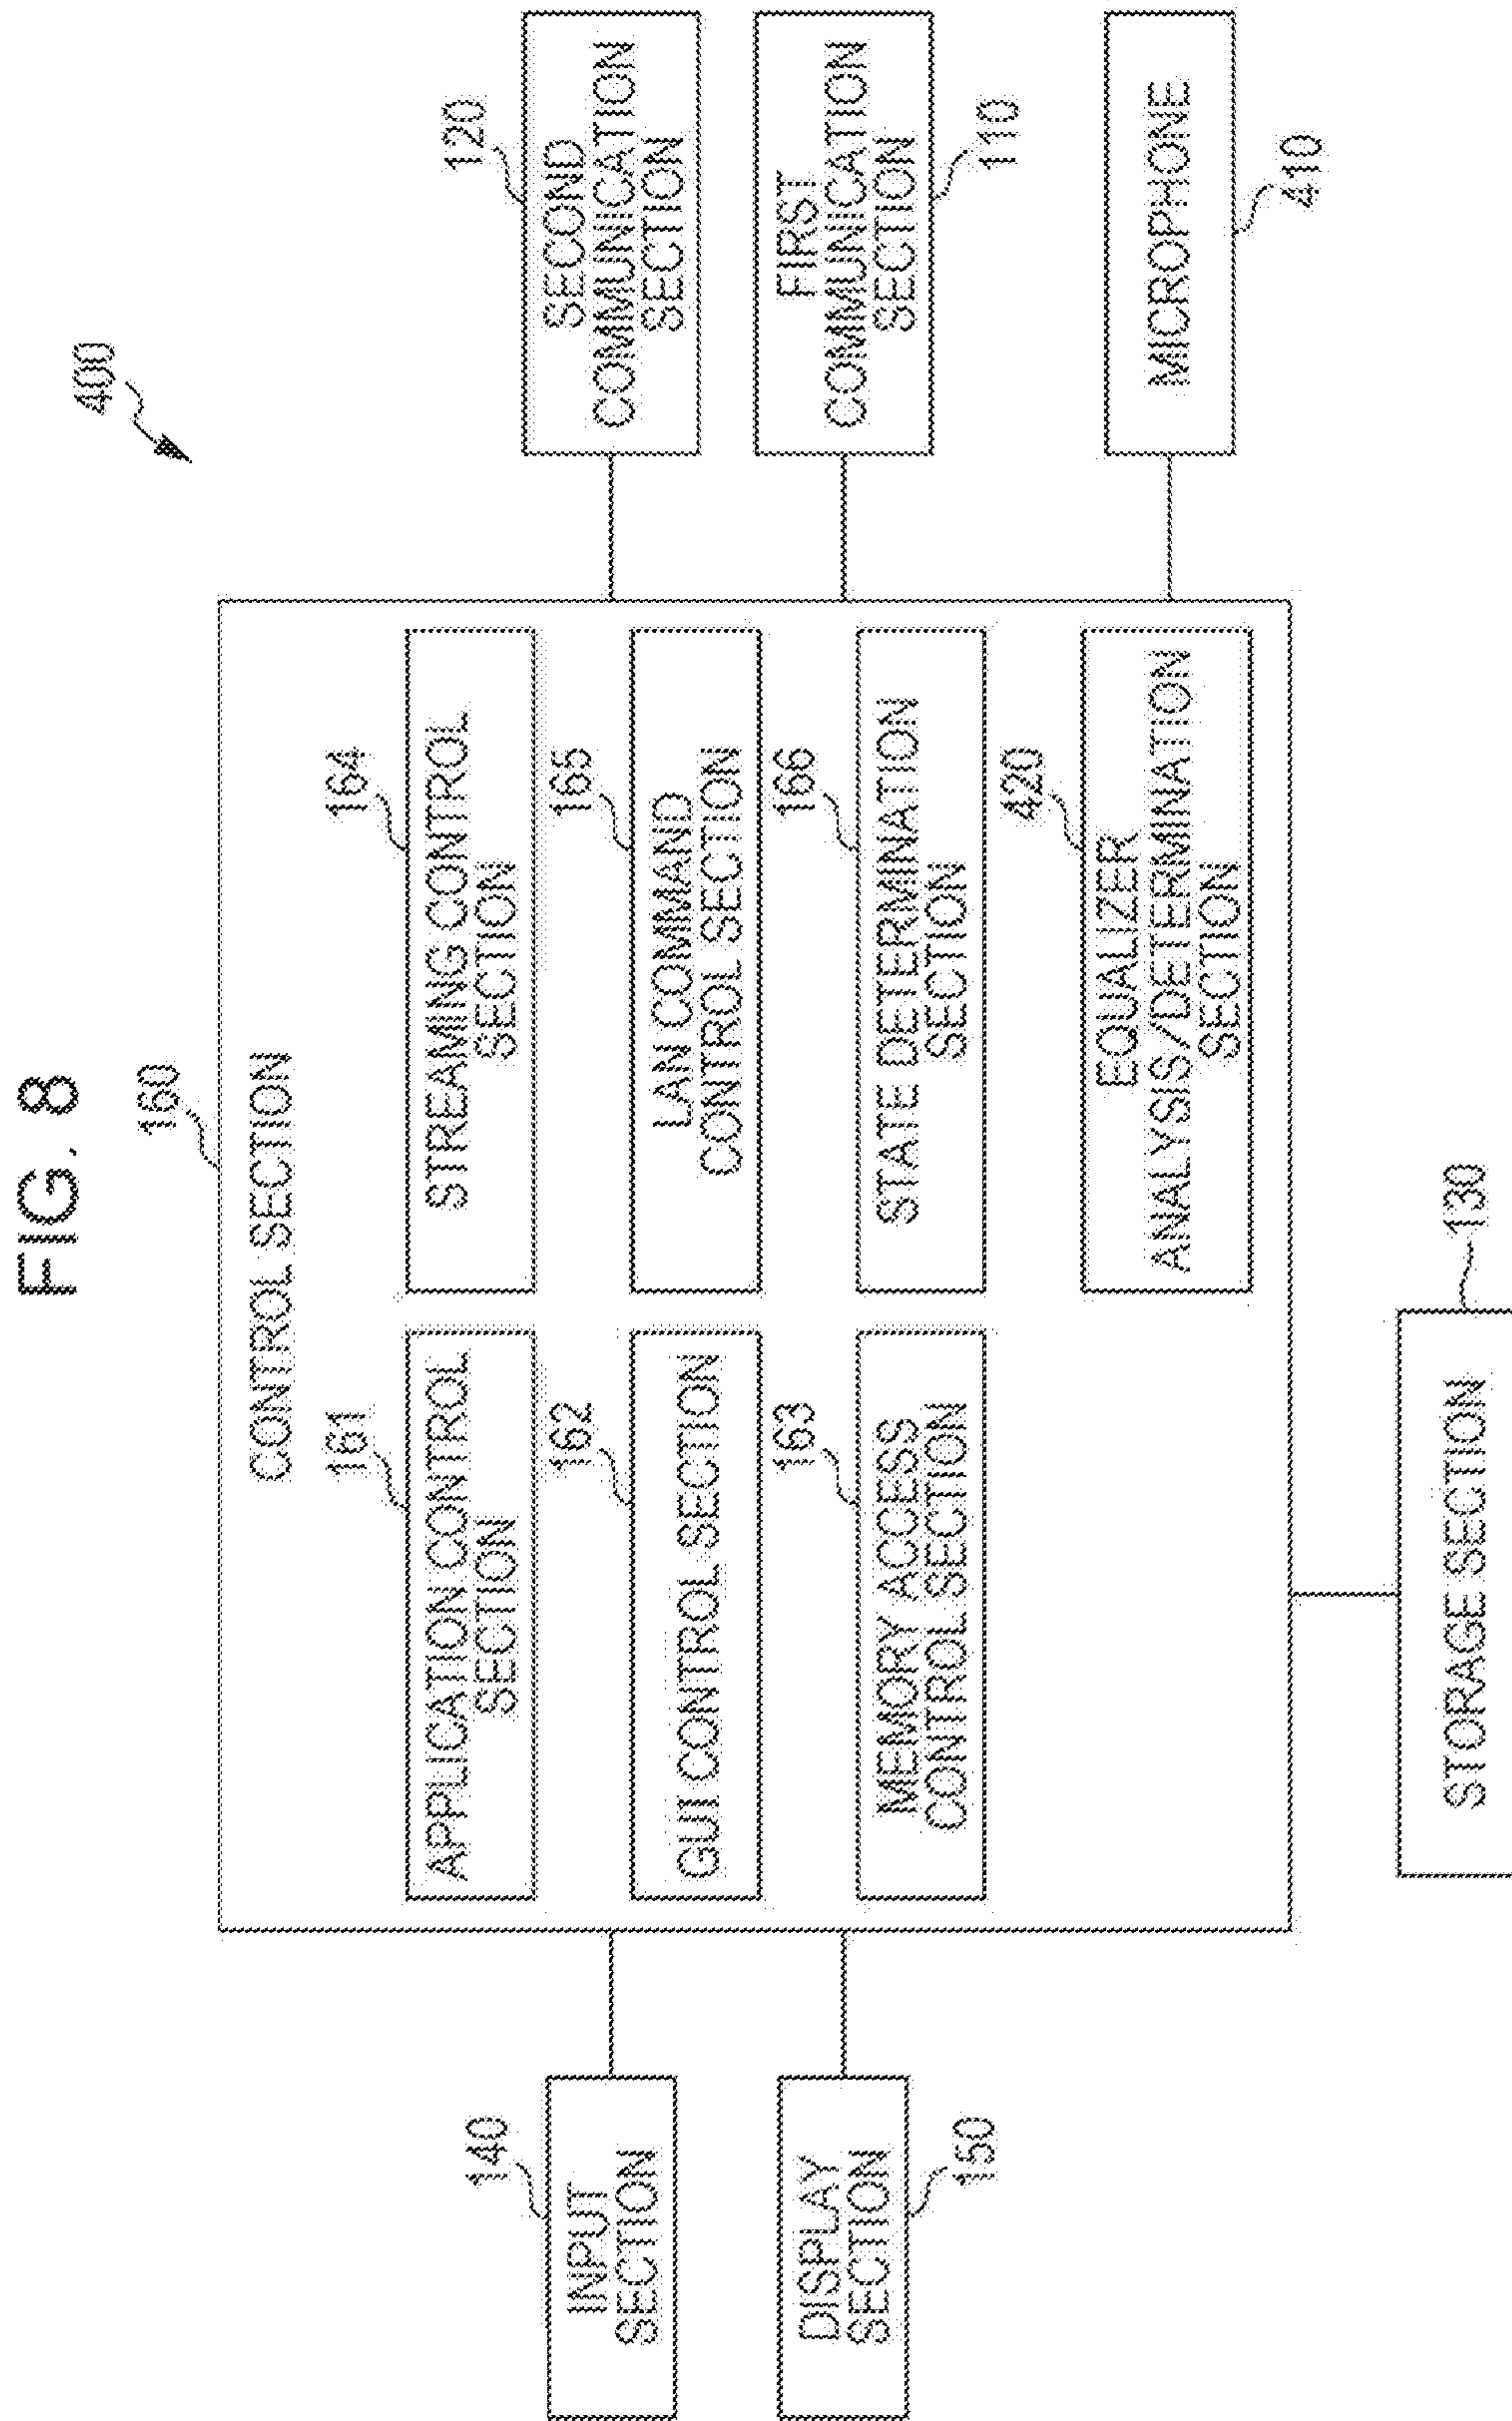 FIG. 8
400
160
CONTROL SECTION
140
INPUT
SECTION
DISPLAY
SECTION
150
161
APPLICATION CONTROL
SECTION
162
GUI CONTROL SECTION
163
MEMORY ACCESS
CONTROL SECTION
164
STREAMING CONTROL
SECTION
165
LAN COMMAND
CONTROL SECTION
166
STATE DETERMINATION
SECTION
420
EQUALIZER
ANALYSIS/DETERMINATION
SECTION
120
SECOND
COMMUNICATION
SECTION
FIRST
COMMUNICATION
SECTION
110
MICROPHONE
410
130
STORAGE SECTION